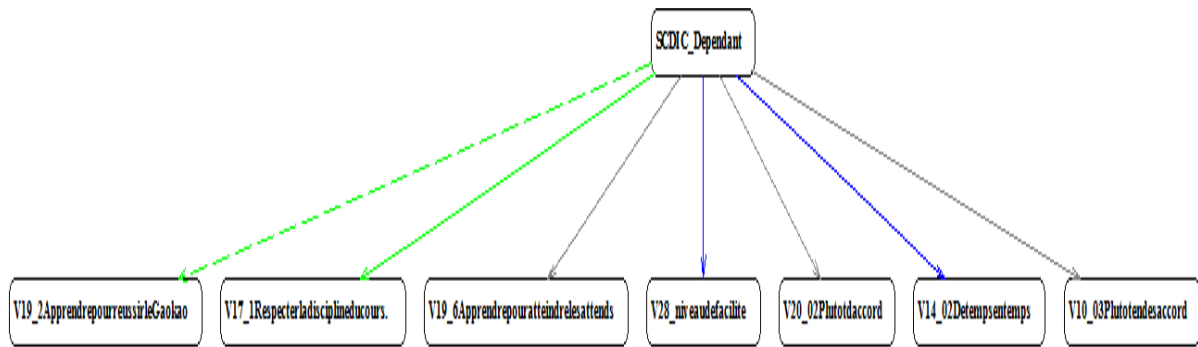 SCDIC_Dependant
V19_2ApprendrepourreussirleGaokao
V17_1Respecterladisciplineducours.
V19_6Apprendrepouratteindrelesattends
V28_niveaudefacilite
V20_02Plutotdaccord
V14_02Detempsentemps
V10_03Plutotendesaccord